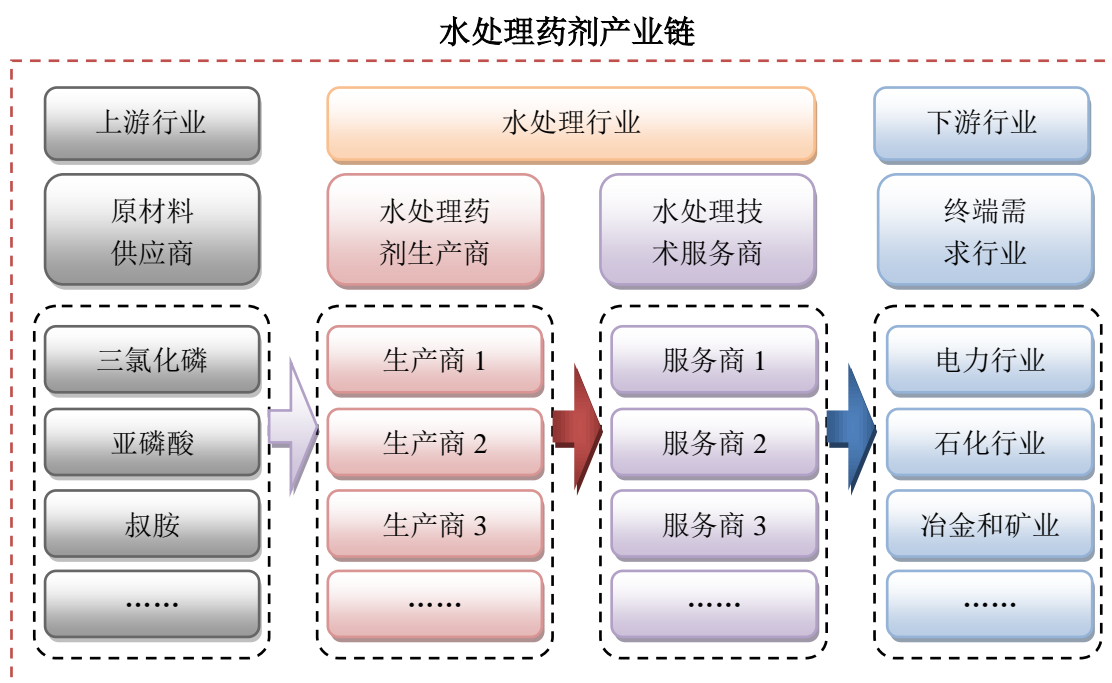 水处理药剂产业链
上游行业
水处理行业
下游行业
原材料
供应商
水处理药
剂生产商
水处理技
术服务商
终端需
求行业
三氯化磷
生产商 1
服务商 1
电力行业
亚磷酸
生产商 2
服务商 2
石化行业
叔胺
生产商 3
服务商 3
冶金和矿业
……
……
……
……